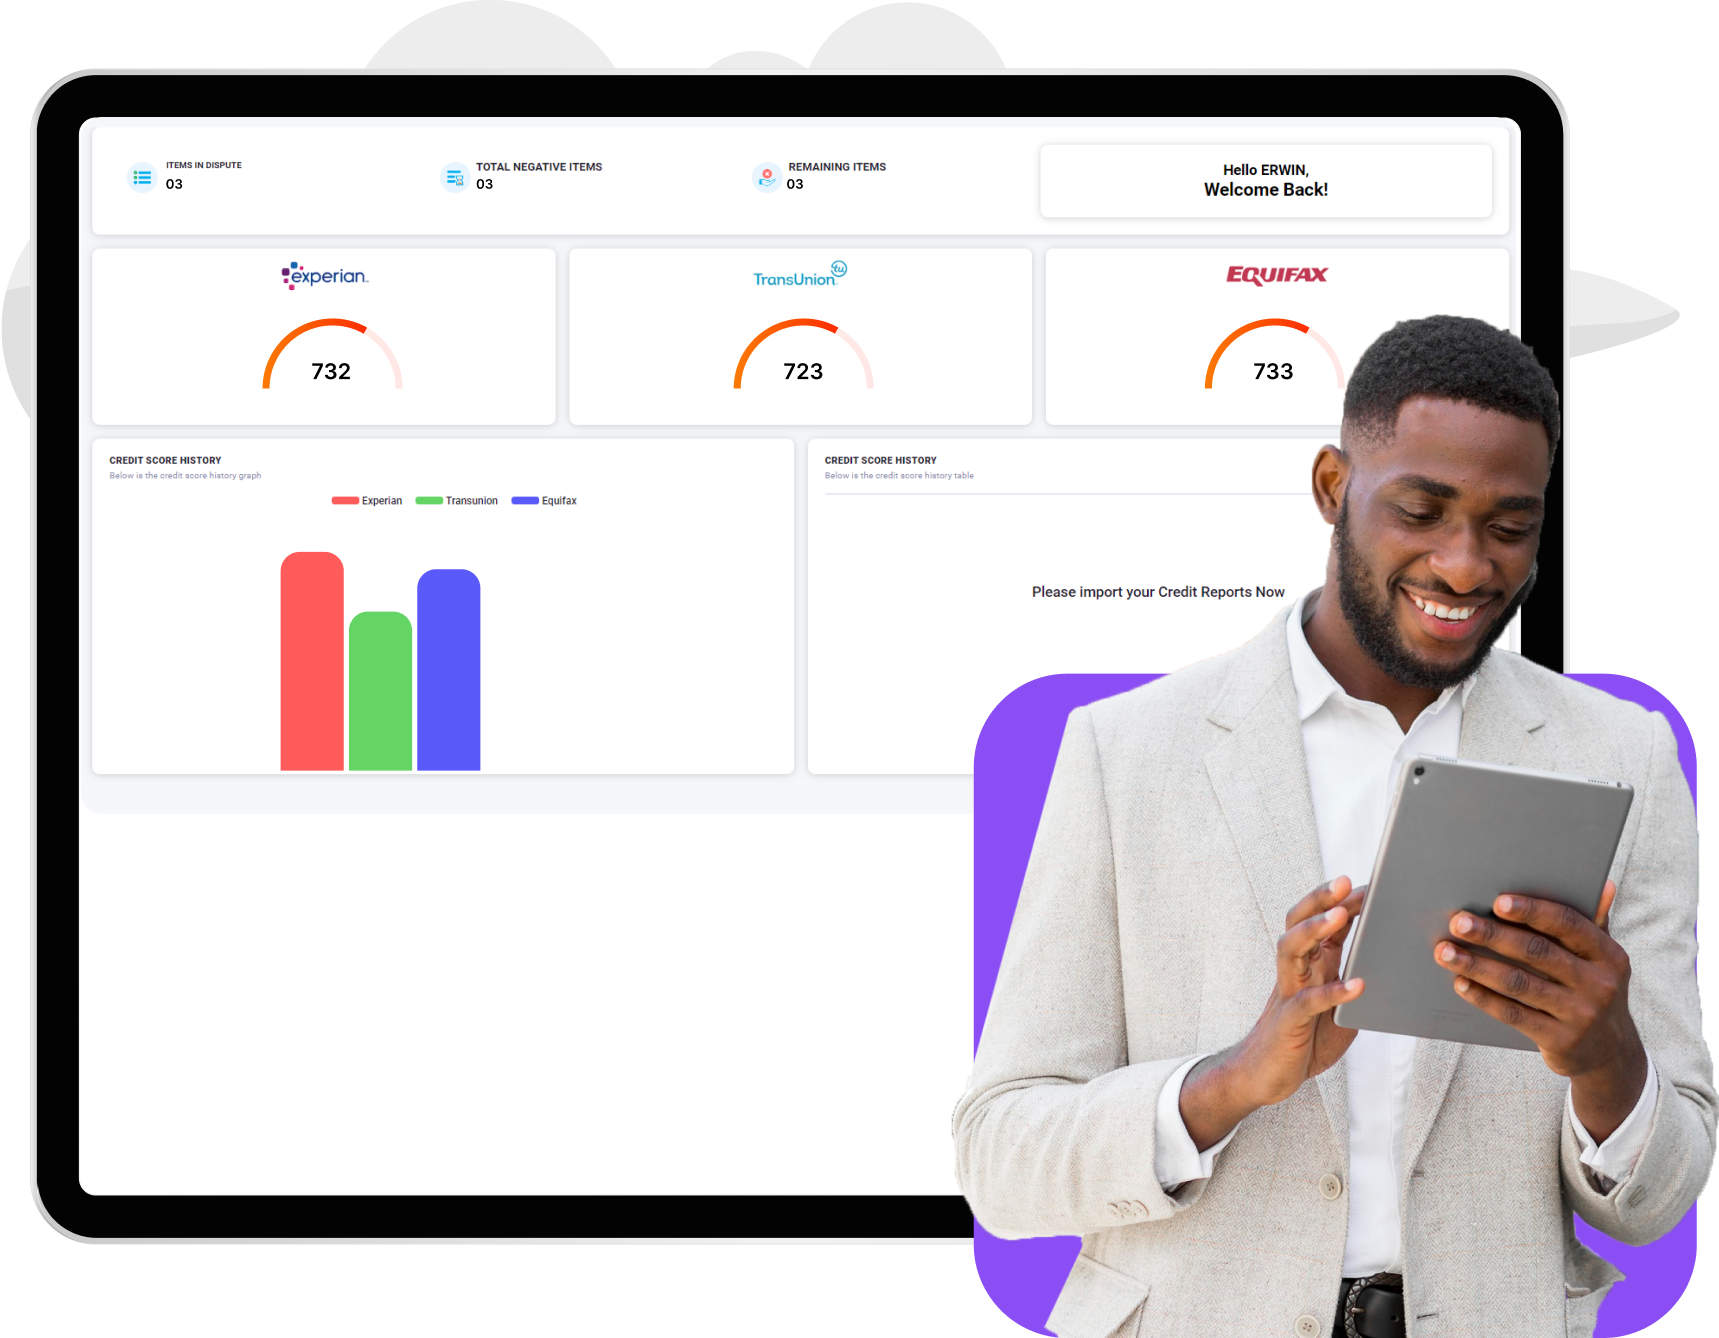 ITEMS IN DISPUTE
03
TOTAL NEGATIVE ITEMS
03
REMAINING ITEMS
03
Hello ERWIN,
Welcome Back!
experian™
TransUnion
tu
EQUIFAX
732
723
733
CREDIT SCORE HISTORY
Below is the credit score history graph
Experian
Transunion
Equifax
CREDIT SCORE HISTORY
Below is the credit score history table
Please import your Credit Reports Now